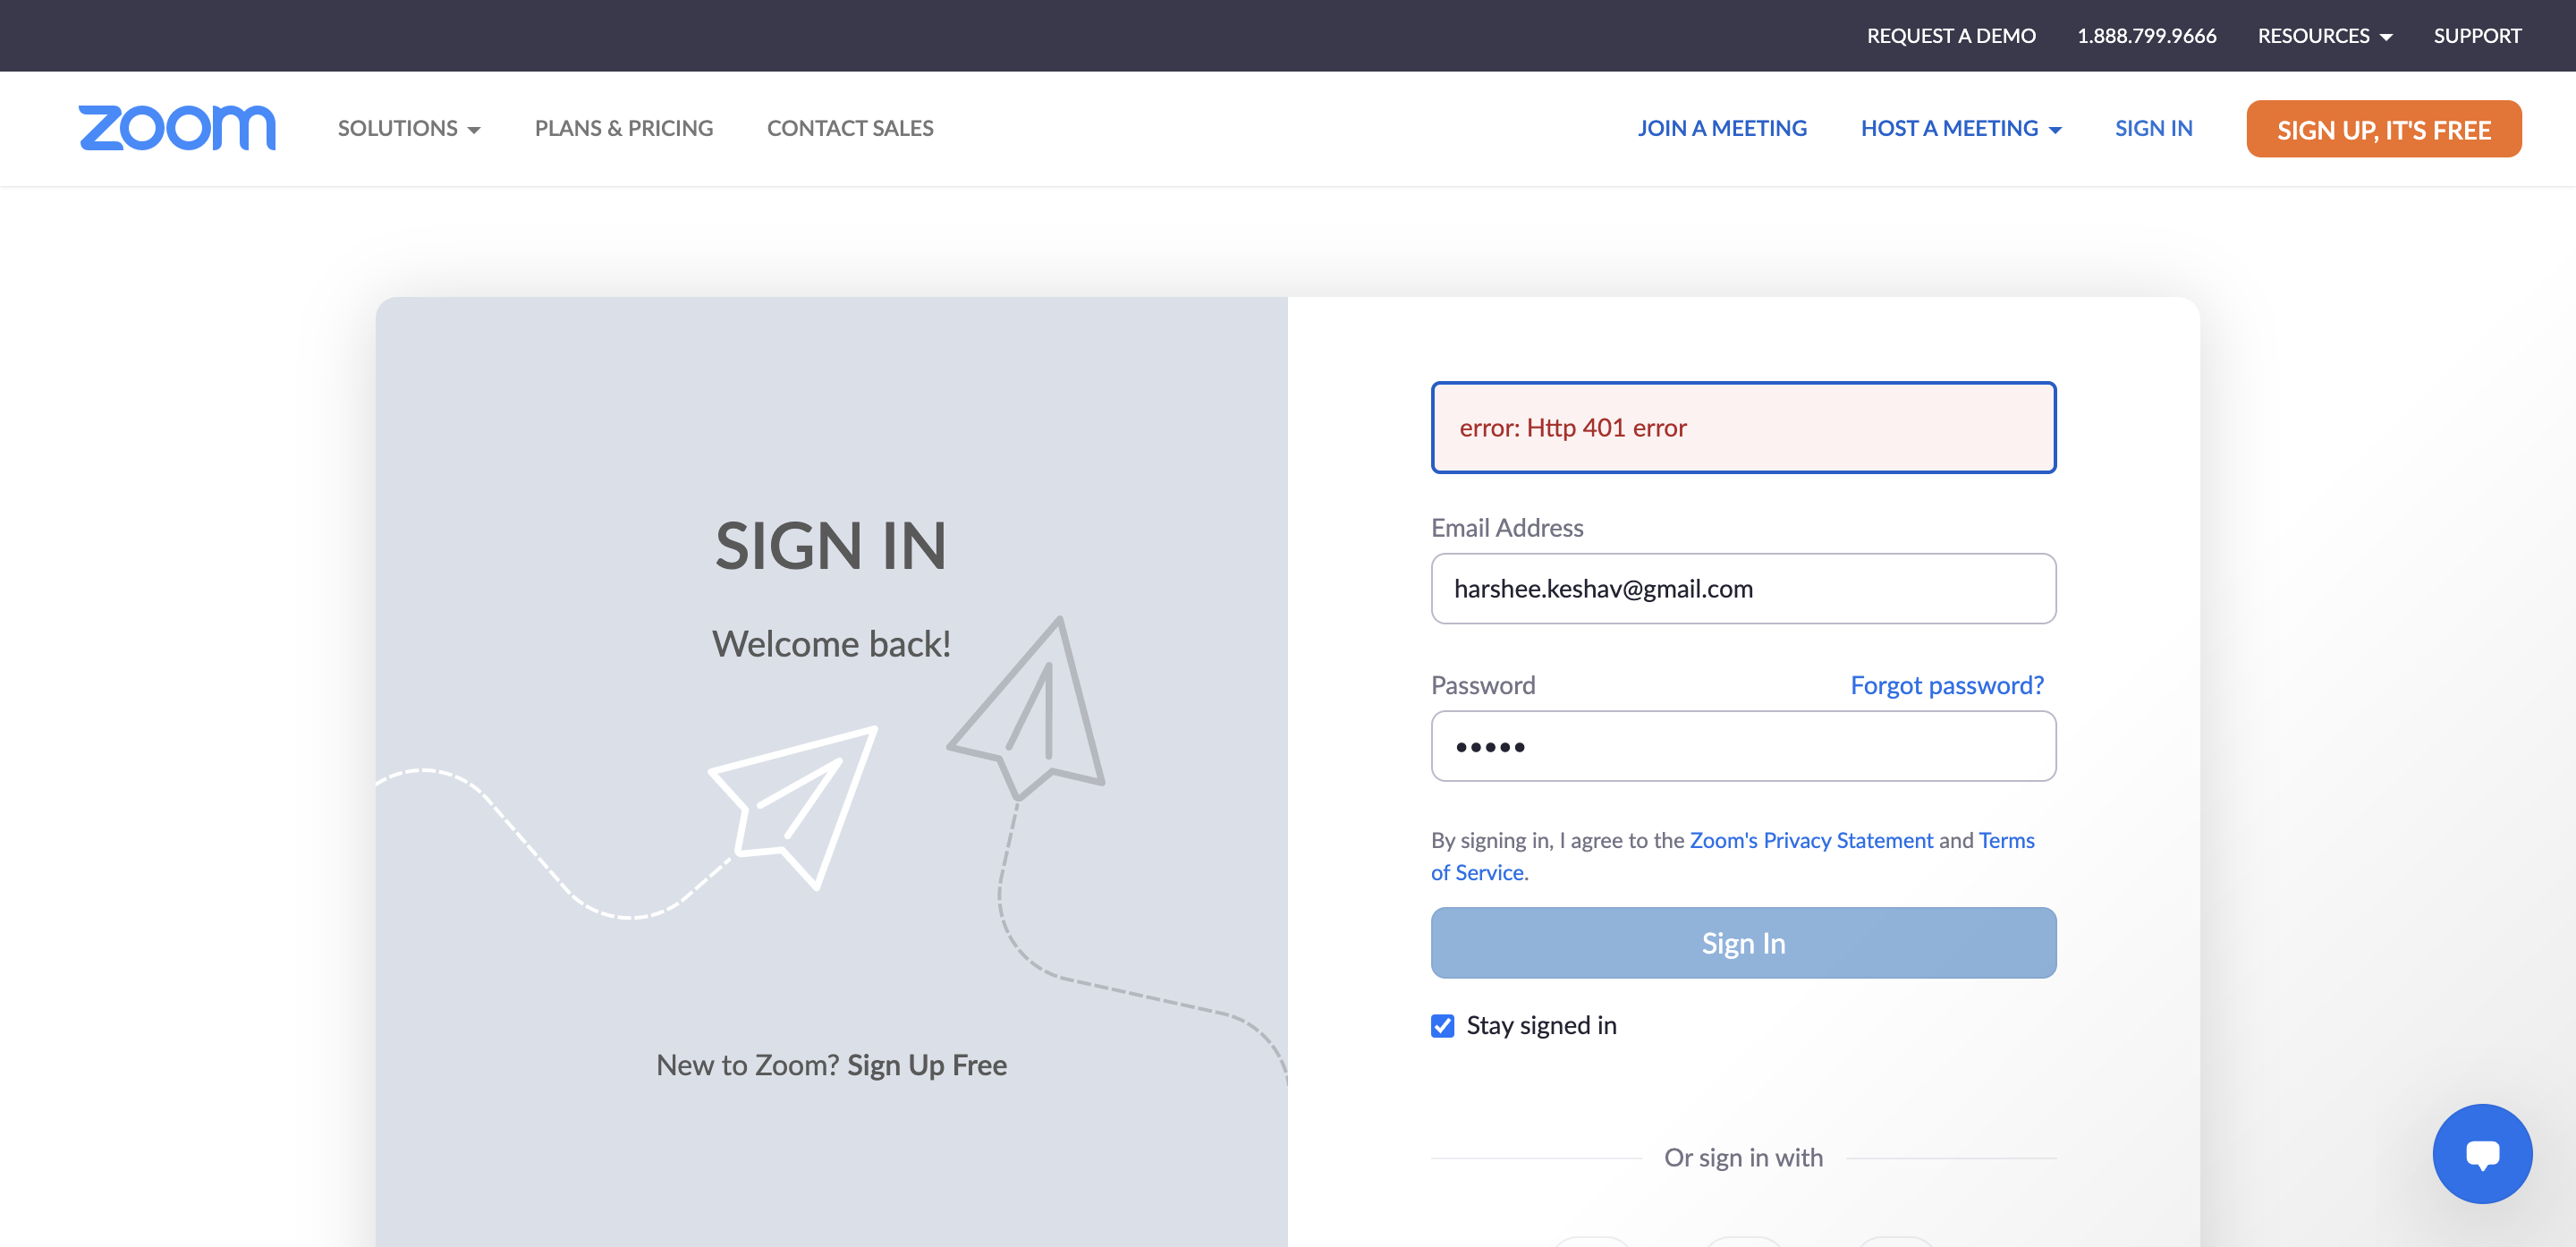 REQUEST A DEMO 1.888.799.9666 RESOURCES SUPPORT
zoom SOLUTIONS PLANS & PRICING CONTACT SALES JOIN A MEETING HOST A MEETING SIGN IN SIGN UP, IT'S FREE
SIGN IN
Welcome back!
New to Zoom? Sign Up Free
error: Http 401 error
Email Address
harshee.keshav@gmail.com
Password Forgot password?
•••••
By signing in, I agree to the Zoom's Privacy Statement and Terms
of Service.
Sign In
Stay signed in
Or sign in with